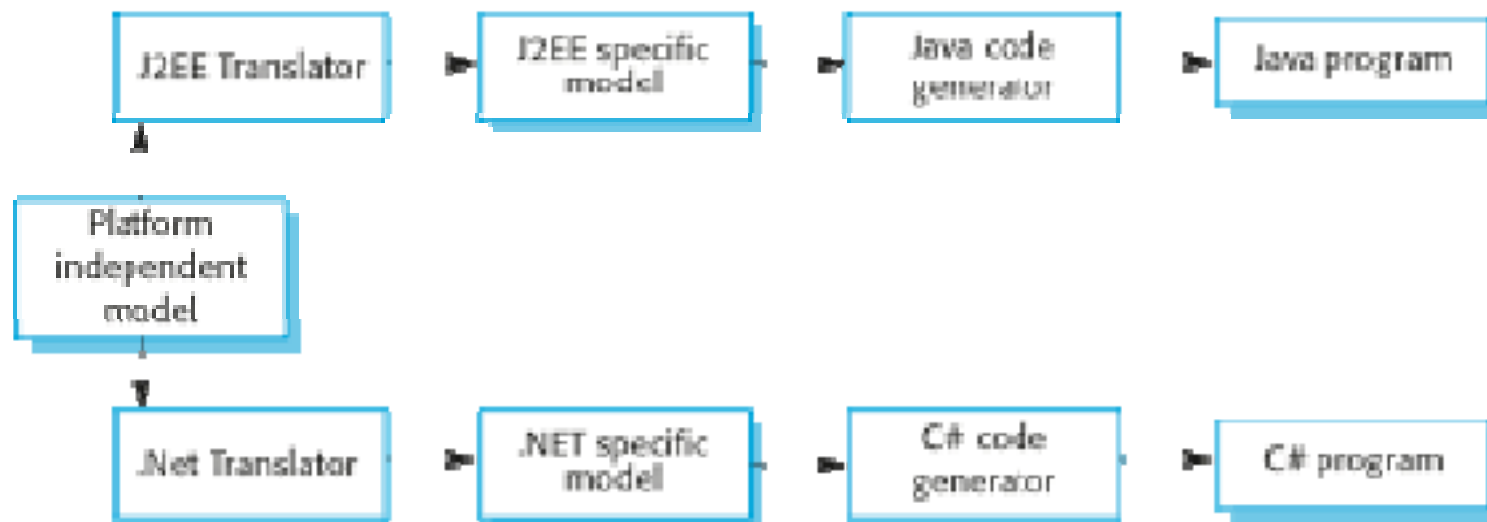 J2EE Translator
J2EE specific
model
Java code
generator
Java program
Platform
independent
model
.Net Translator
.NET specific
model
C# code
generator
C# program